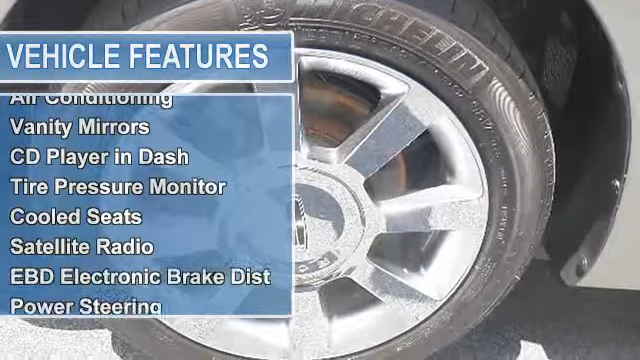 MICHELIN
VEHICLE FEATURES
Air Conditioning
Vanity Mirrors
CD Player in Dash
Tire Pressure Monitor
Cooled Seats
Satellite Radio
EBD Electronic Brake Dist
Power Steering